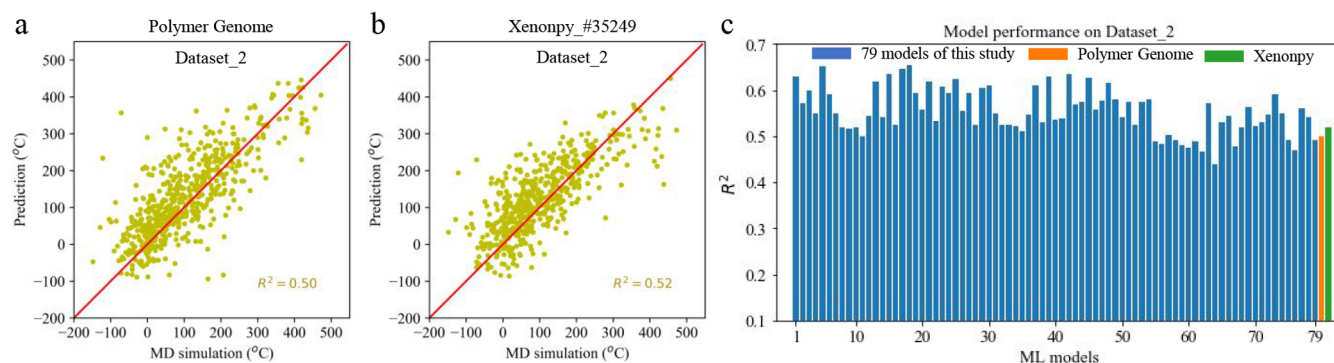 a
Polymer Genome
Dataset_2
Prediction (°C)
500
400
300
200
100
0
−100
−200
R² = 0.50
−200 −100 0 100 200 300 400 500
MD simulation (°C)
b
Xenonpy_#35249
Dataset_2
Prediction (°C)
500
400
300
200
100
0
−100
−200
R² = 0.52
−200 −100 0 100 200 300 400 500
MD simulation (°C)
c
Model performance on Dataset_2
79 models of this study Polymer Genome Xenonpy
R²
0.7
0.6
0.5
0.4
0.3
0.2
0.1
1 10 20 30 40 50 60 70 79
ML models